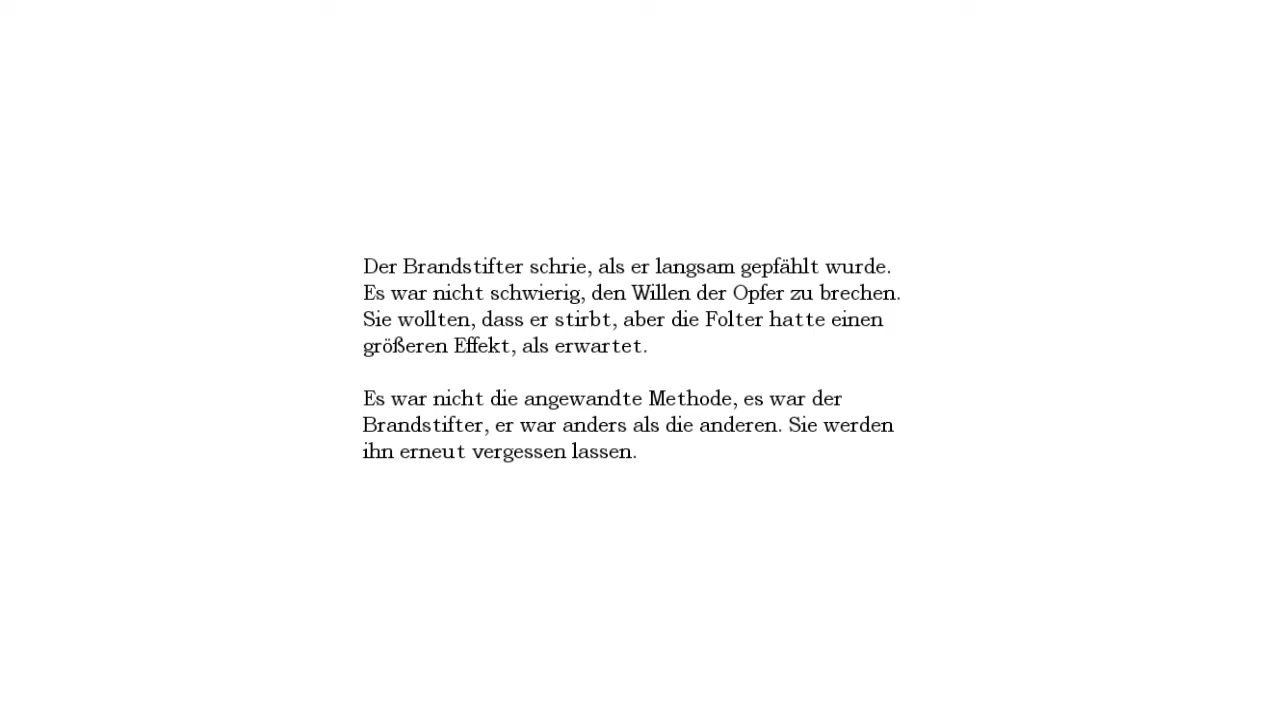 Der Brandstifter schrie, als er langsam gepfählt wurde.
Es war nicht schwierig, den Willen der Opfer zu brechen.
Sie wollten, dass er stirbt, aber die Folter hatte einen
größeren Effekt, als erwartet.

Es war nicht die angewandte Methode, es war der
Brandstifter, er war anders als die anderen. Sie werden
ihn erneut vergessen lassen.